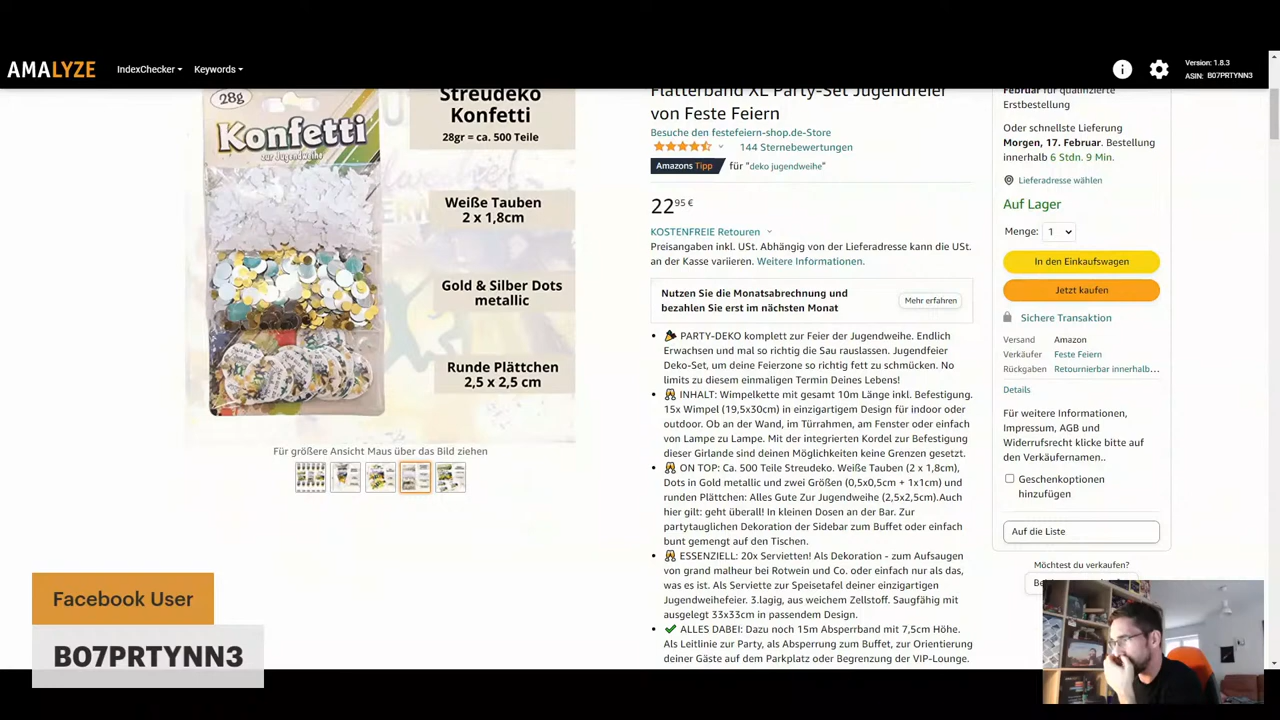 AMALYZE
IndexChecker
Keywords
Version: 1.8.3
ASIN: B07PRTYNN3
28g
Konfetti
zur Jugendweihe
Streudeko
Konfetti
28gr = ca. 500 Teile
Weiße Tauben
2 x 1,8cm
Gold & Silber Dots
metallic
Runde Plättchen
2,5 x 2,5 cm
Für größere Ansicht Maus über das Bild ziehen
Flatterband XL Party-Set Jugendfeier
von Feste Feiern
Besuche den festefeiern-shop.de-Store
144 Sternebewertungen
Amazons Tipp für "deko jugendweihe"
22 95 €
KOSTENFREIE Retouren
Preisangaben inkl. USt. Abhängig von der Lieferadresse kann die USt.
an der Kasse variieren. Weitere Informationen.
Nutzen Sie die Monatsabrechnung und
bezahlen Sie erst im nächsten Monat
Mehr erfahren
PARTY-DEKO komplett zur Feier der Jugendweihe. Endlich
Erwachsen und mal so richtig die Sau rauslassen. Jugendfeier
Deko-Set, um deine Feierzone so richtig fett zu schmücken. No
limits zu diesem einmaligen Termin Deines Lebens!
INHALT: Wimpelkette mit gesamt 10m Länge inkl. Befestigung.
15x Wimpel (19,5x30cm) in einzigartigem Design für indoor oder
outdoor. Ob an der Wand, im Türrahmen, am Fenster oder einfach
von Lampe zu Lampe. Mit der integrierten Kordel zur Befestigung
dieser Girlande sind deinen Möglichkeiten keine Grenzen gesetzt.
ON TOP: Ca. 500 Teile Streudeko. Weiße Tauben (2 x 1,8cm),
Dots in Gold metallic und zwei Größen (0,5x0,5cm + 1x1cm) und
runden Plättchen: Alles Gute Zur Jugendweihe (2,5x2,5cm).Auch
hier gilt: geht überall! In kleinen Dosen an der Bar. Zur
partytauglichen Dekoration der Sidebar zum Buffet oder einfach
bunt gemengt auf den Tischen.
ESSENZIELL: 20x Servietten! Als Dekoration - zum Aufsaugen
von grand malheur bei Rotwein und Co. oder einfach nur als das,
was es ist. Als Serviette zur Speisetafel deiner einzigartigen
Jugendweihefeier. 3.lagig, aus weichem Zellstoff. Saugfähig mit
ausgelegt 33x33cm in passendem Design.
ALLES DABEI: Dazu noch 15m Absperrband mit 7,5cm Höhe.
Als Leitlinie zur Party, als Absperrung zum Buffet, zur Orientierung
deiner Gäste auf dem Parkplatz oder Begrenzung der VIP-Lounge.
Februar für qualifizierte
Erstbestellung
Oder schnellste Lieferung
Morgen, 17. Februar. Bestellung
innerhalb 6 Stdn. 9 Min.
Lieferadresse wählen
Auf Lager
Menge: 1
In den Einkaufswagen
Jetzt kaufen
Sichere Transaktion
Versand Amazon
Verkäufer Feste Feiern
Rückgaben Retournierbar innerhalb...
Details
Für weitere Informationen,
Impressum, AGB und
Widerrufsrecht klicke bitte auf
den Verkäufernamen..
Geschenkoptionen
hinzufügen
Auf die Liste
Möchtest du verkaufen?
Facebook User
B07PRTYNN3